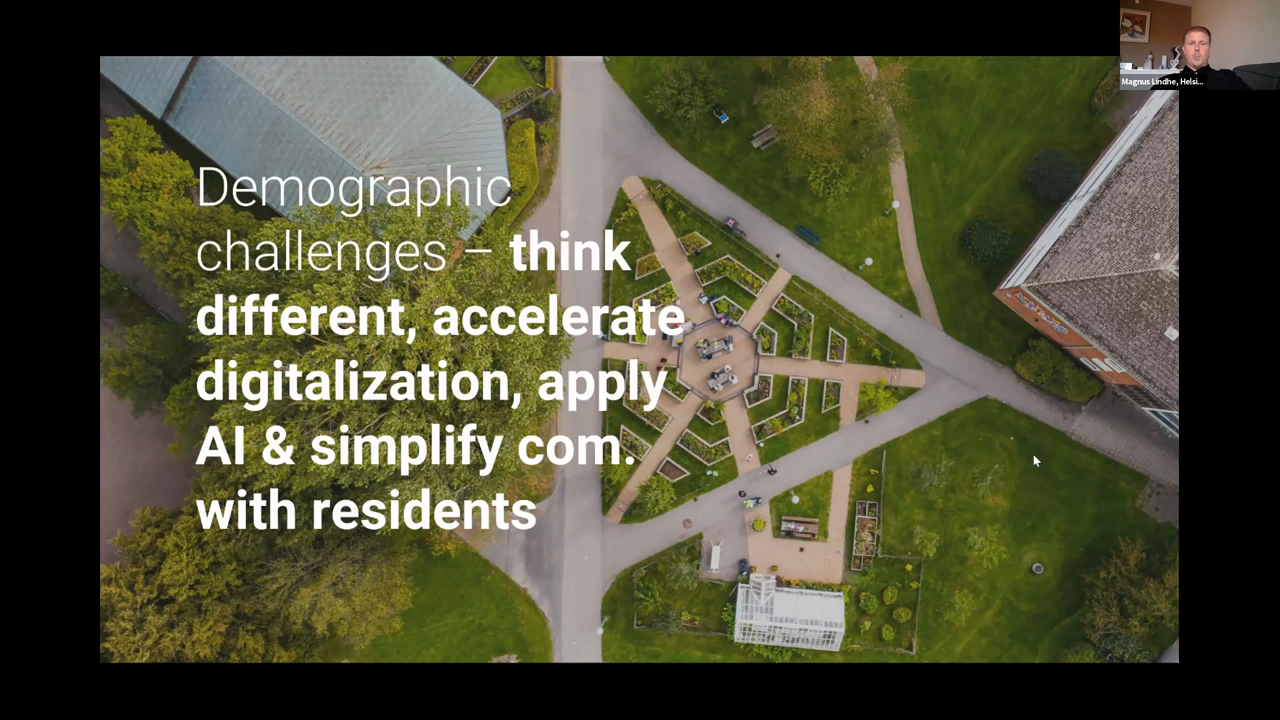 Demographic
challenges – think
different, accelerate
digitalization, apply
AI & simplify com.
with residents
Magnus Lindhe, Helsi...